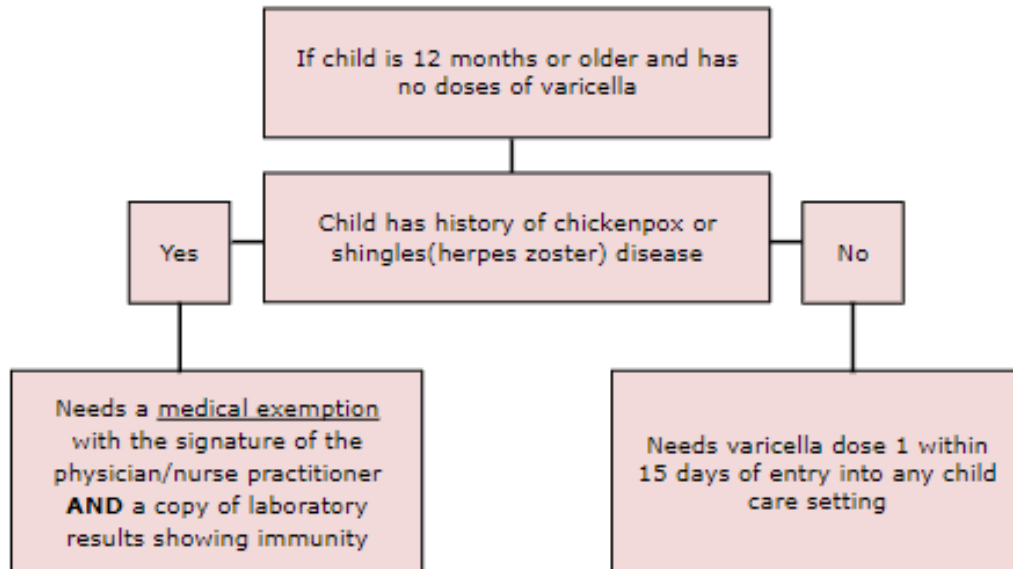 If child is 12 months or older and has
no doses of varicella
Child has history of chickenpox or
shingles(herpes zoster) disease
Yes
No
Needs a medical exemption
with the signature of the
physician/nurse practitioner
AND a copy of laboratory
results showing immunity
Needs varicella dose 1 within
15 days of entry into any child
care setting